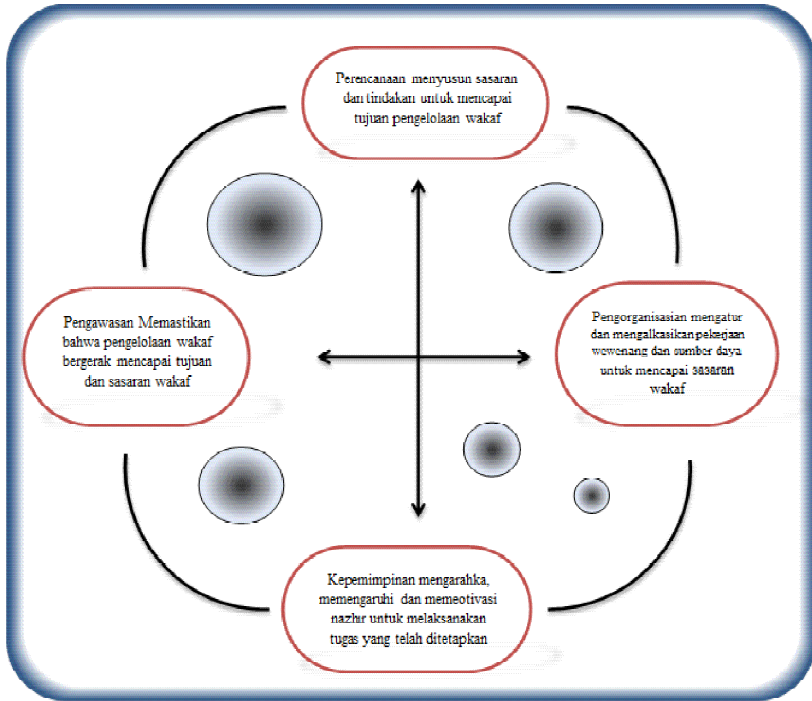 Perencanaan menyusun sasaran
dan tindakan untuk mencapai
tujuan pengelolaan wakaf
Pengawasan Memastikan
bahwa pengelolaan wakaf
bergerak mencapai tujuan
dan sasaran wakaf
Pengorganisasian mengatur
dan mengalkasikan pekerjaan
wewenang dan sumber daya
untuk mencapai sasaran
wakaf
Kepemimpinan mengarahka,
memengaruhi dan memeotivasi
nazhir untuk melaksanakan
tugas yang telah ditetapkan